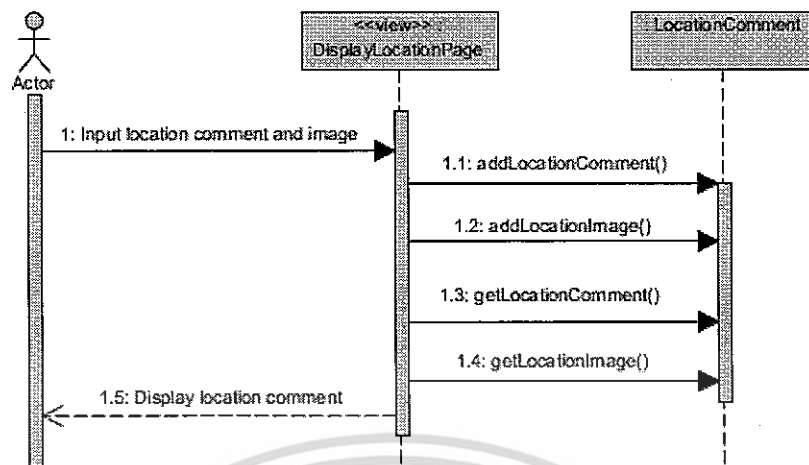 <<view>> :
DisplayLocationPage
: LocationComment
Actor
1: Input location comment and image
1.1: addLocationComment()
1.2: addLocationImage()
1.3: getLocationComment()
1.4: getLocationImage()
1.5: Display location comment